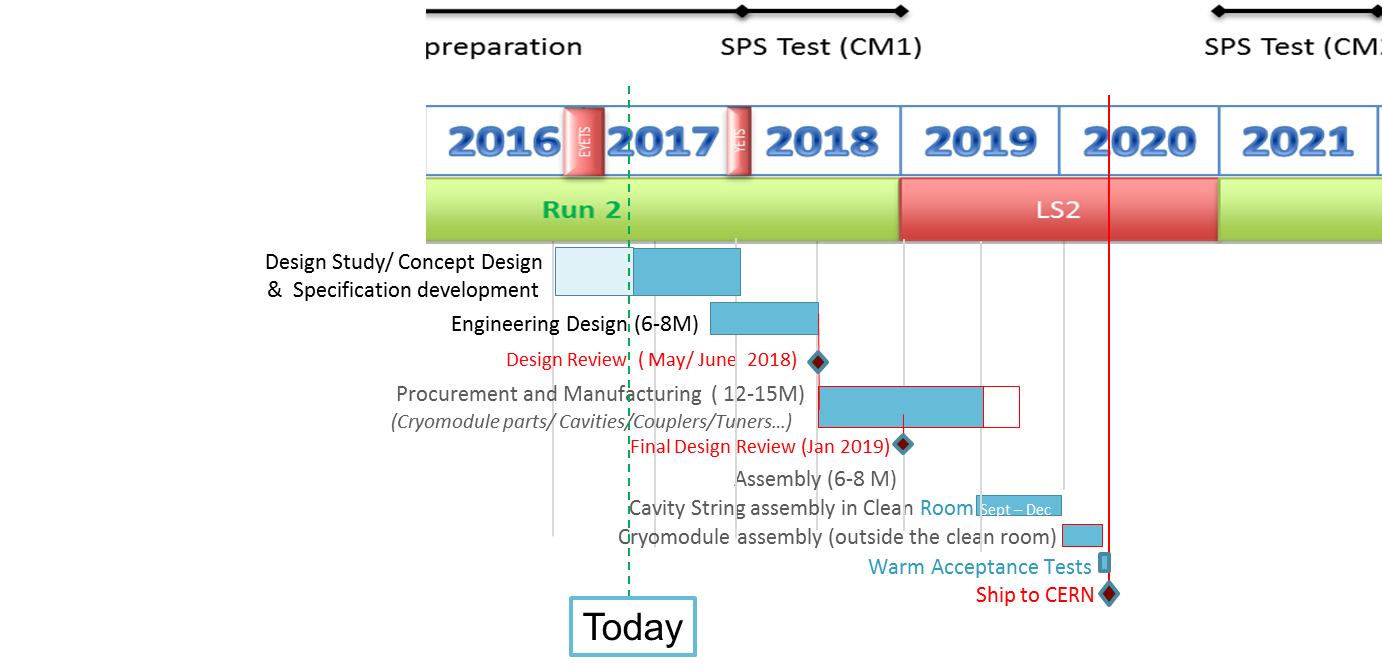 preparation
SPS Test (CM1)
SPS Test (CM
2016 EYETS 2017 YETS 2018 2019 2020 2021
Run 2
LS2
Design Study/ Concept Design
& Specification development
Engineering Design (6-8M)
Design Review ( May/ June 2018)
Procurement and Manufacturing ( 12-15M)
(Cryomodule parts/ Cavities/Couplers/Tuners...)
Final Design Review (Jan 2019)
Assembly (6-8 M)
Cavity String assembly in Clean Room Sept – Dec
Cryomodule assembly (outside the clean room)
Warm Acceptance Tests
Ship to CERN
Today